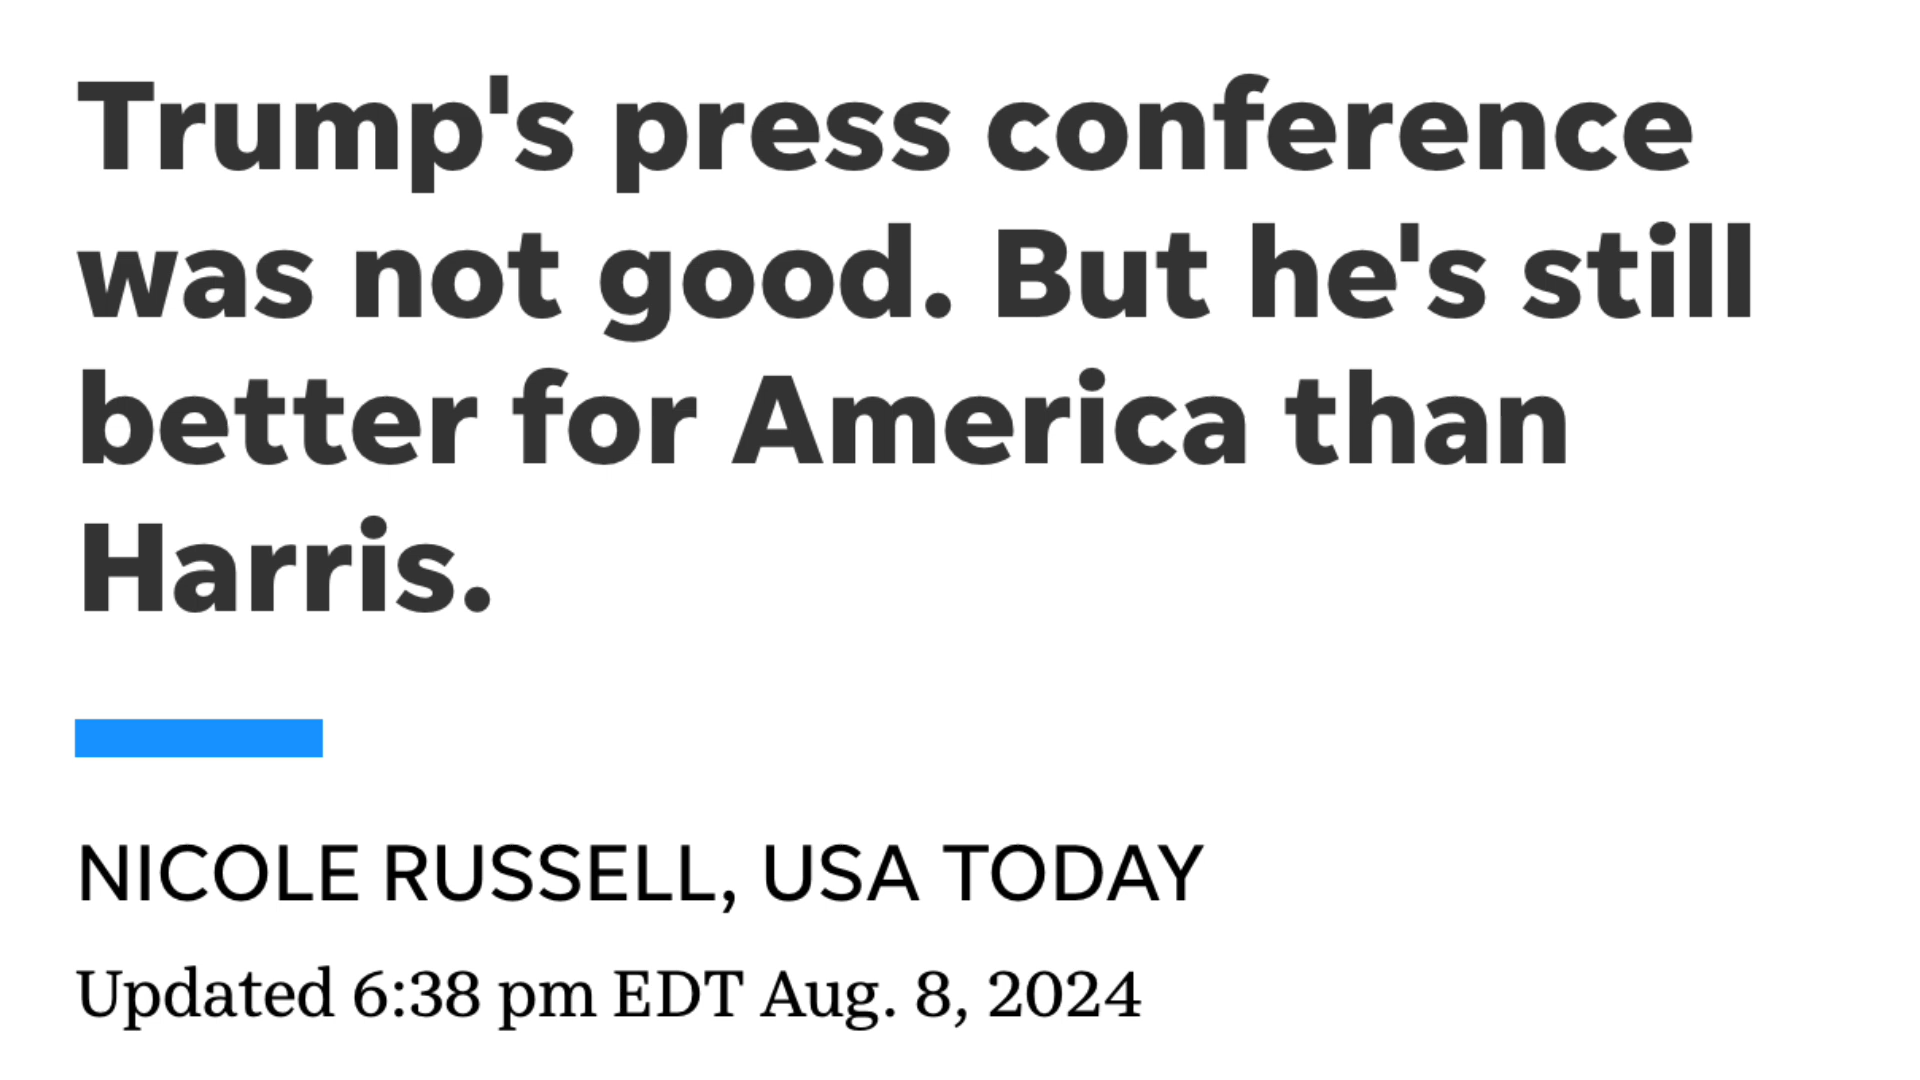 Trump's press conference
was not good. But he's still
better for America than
Harris.
NICOLE RUSSELL, USA TODAY
Updated 6:38 pm EDT Aug. 8, 2024